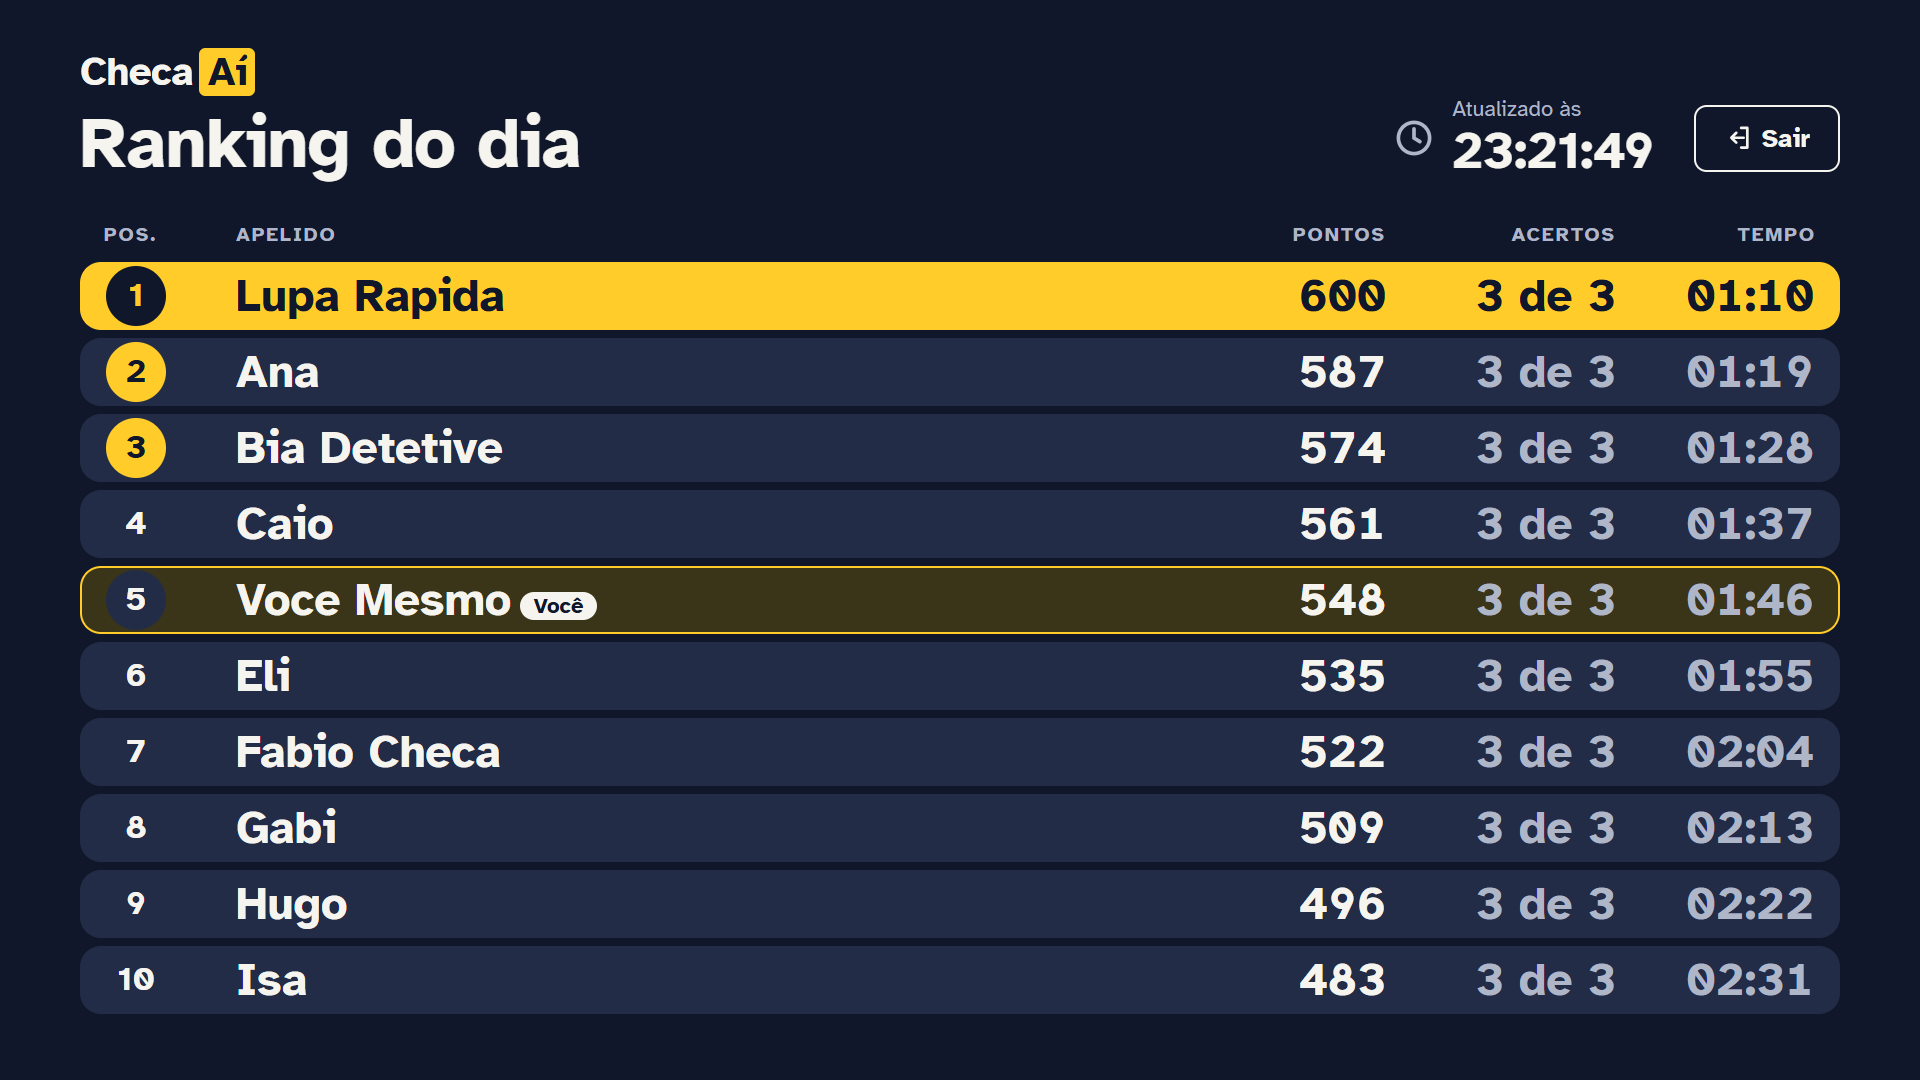 Checa Aí
Ranking do dia
Atualizado às
23:21:49
Sair
POS. APELIDO PONTOS ACERTOS TEMPO
1 Lupa Rapida 600 3 de 3 01:10
2 Ana 587 3 de 3 01:19
3 Bia Detetive 574 3 de 3 01:28
4 Caio 561 3 de 3 01:37
5 Voce Mesmo Você 548 3 de 3 01:46
6 Eli 535 3 de 3 01:55
7 Fabio Checa 522 3 de 3 02:04
8 Gabi 509 3 de 3 02:13
9 Hugo 496 3 de 3 02:22
10 Isa 483 3 de 3 02:31